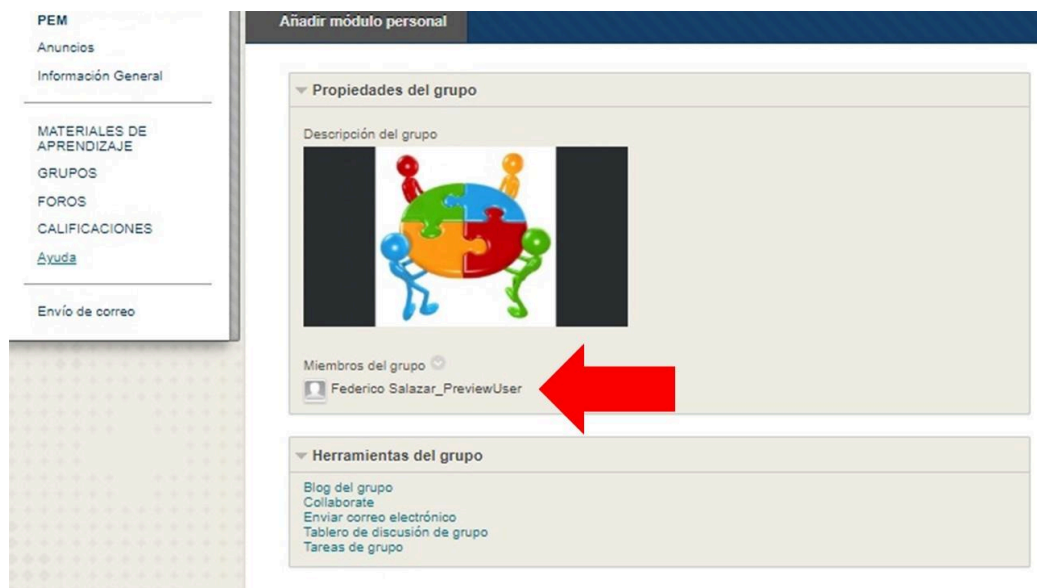 PEM
Anuncios
Información General
MATERIALES DE
APRENDIZAJE
GRUPOS
FOROS
CALIFICACIONES
Ayuda
Envío de correo
Añadir módulo personal
Propiedades del grupo
Descripción del grupo
Miembros del grupo
Federico Salazar_PreviewUser
Herramientas del grupo
Blog del grupo
Collaborate
Enviar correo electrónico
Tablero de discusión de grupo
Tareas de grupo